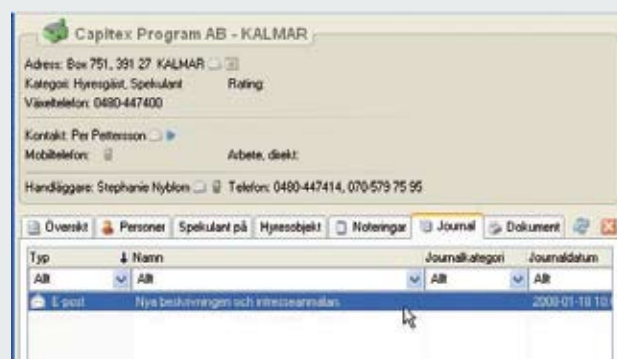 Capitex Program AB - KALMAR
Adress: Box 751, 391 27 KALMAR
Kategori: Hyresgäst, Spekulant Rating:
Växeltelefon: 0480-447400
Kontakt: Per Pettersson
Mobiltelefon: Arbete, direkt:
Handläggare: Stephanie Nyblom Telefon: 0480-447414, 070-579 75 95
Översikt Personer Spekulant på Hyresobjekt Noteringar Journal Dokument
Typ Namn Journalkategori Journaldatum
Allt Allt Allt Allt
E-post Nya beskrivningen och intresseanmälan. 2008-01-18 10: